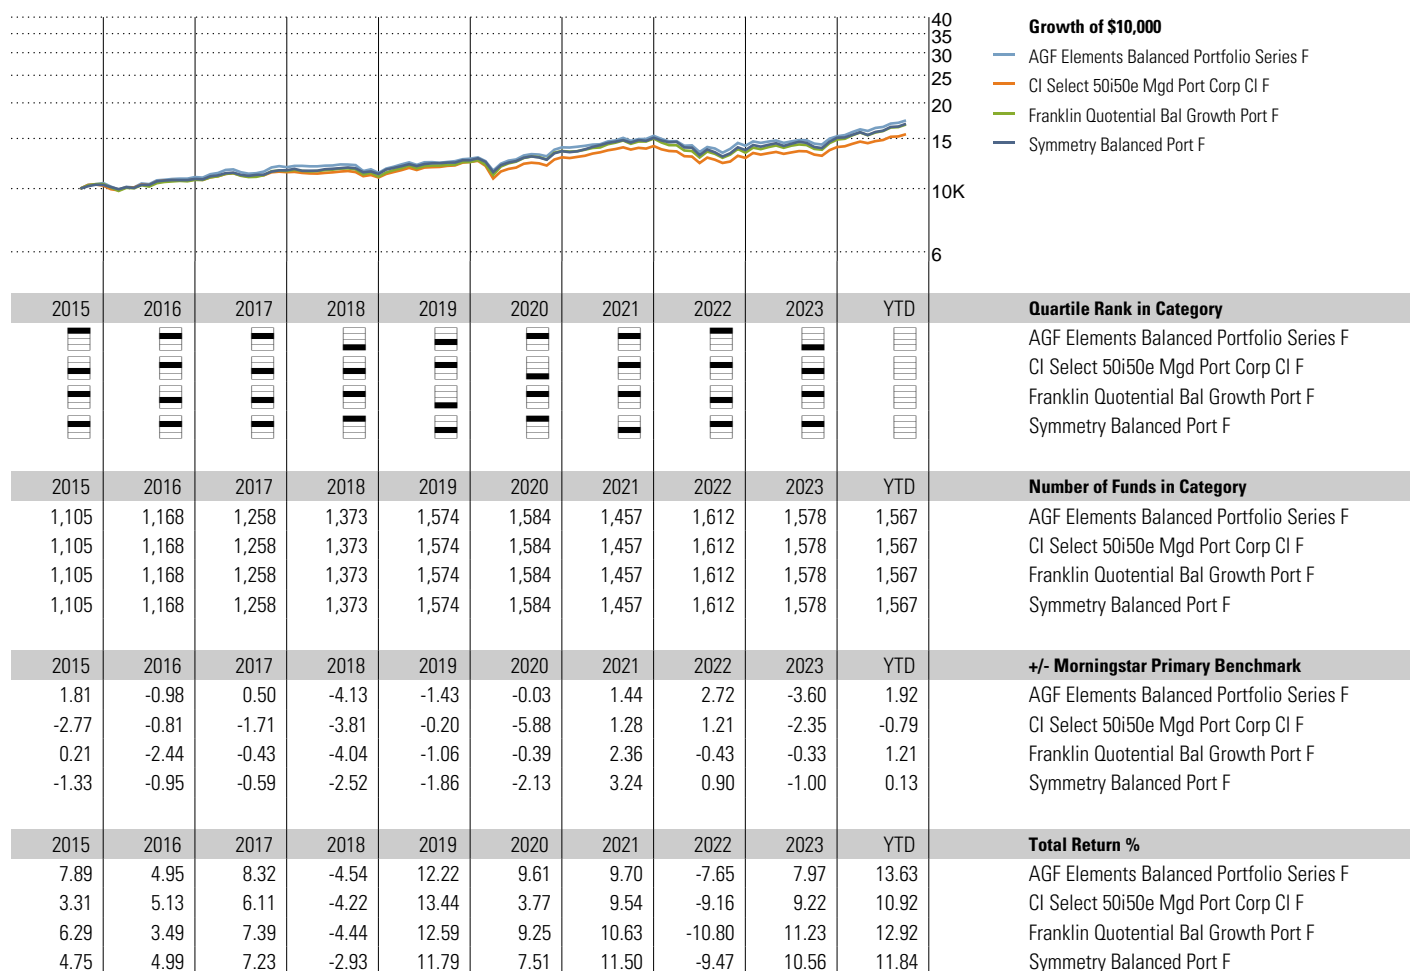 40
35
30
25
20
15
10K
6
Growth of $10,000
AGF Elements Balanced Portfolio Series F
CI Select 50i50e Mgd Port Corp Cl F
Franklin Quotential Bal Growth Port F
Symmetry Balanced Port F
2015 2016 2017 2018 2019 2020 2021 2022 2023 YTD Quartile Rank in Category
AGF Elements Balanced Portfolio Series F
CI Select 50i50e Mgd Port Corp Cl F
Franklin Quotential Bal Growth Port F
Symmetry Balanced Port F
2015 2016 2017 2018 2019 2020 2021 2022 2023 YTD Number of Funds in Category
1,105 1,168 1,258 1,373 1,574 1,584 1,457 1,612 1,578 1,567 AGF Elements Balanced Portfolio Series F
1,105 1,168 1,258 1,373 1,574 1,584 1,457 1,612 1,578 1,567 CI Select 50i50e Mgd Port Corp Cl F
1,105 1,168 1,258 1,373 1,574 1,584 1,457 1,612 1,578 1,567 Franklin Quotential Bal Growth Port F
1,105 1,168 1,258 1,373 1,574 1,584 1,457 1,612 1,578 1,567 Symmetry Balanced Port F
2015 2016 2017 2018 2019 2020 2021 2022 2023 YTD +/- Morningstar Primary Benchmark
1.81 -0.98 0.50 -4.13 -1.43 -0.03 1.44 2.72 -3.60 1.92 AGF Elements Balanced Portfolio Series F
-2.77 -0.81 -1.71 -3.81 -0.20 -5.88 1.28 1.21 -2.35 -0.79 CI Select 50i50e Mgd Port Corp Cl F
0.21 -2.44 -0.43 -4.04 -1.06 -0.39 2.36 -0.43 -0.33 1.21 Franklin Quotential Bal Growth Port F
-1.33 -0.95 -0.59 -2.52 -1.86 -2.13 3.24 0.90 -1.00 0.13 Symmetry Balanced Port F
2015 2016 2017 2018 2019 2020 2021 2022 2023 YTD Total Return %
7.89 4.95 8.32 -4.54 12.22 9.61 9.70 -7.65 7.97 13.63 AGF Elements Balanced Portfolio Series F
3.31 5.13 6.11 -4.22 13.44 3.77 9.54 -9.16 9.22 10.92 CI Select 50i50e Mgd Port Corp Cl F
6.29 3.49 7.39 -4.44 12.59 9.25 10.63 -10.80 11.23 12.92 Franklin Quotential Bal Growth Port F
4.75 4.99 7.23 -2.93 11.79 7.51 11.50 -9.47 10.56 11.84 Symmetry Balanced Port F